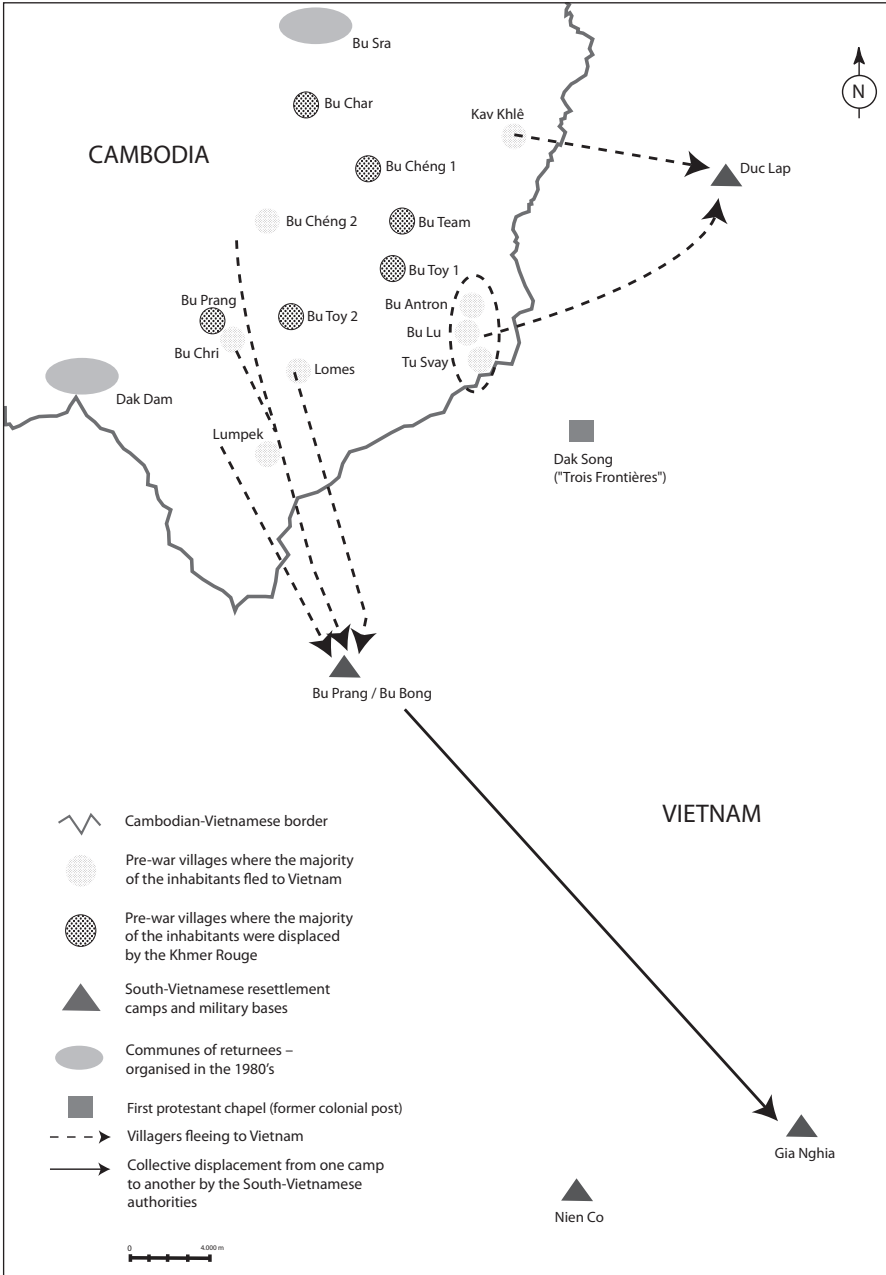 Bu Sra
N
Bu Char
Kav Khlê
CAMBODIA
Bu Chéng 1
Duc Lap
Bu Chéng 2
Bu Team
Bu Toy 1
Bu Prang
Bu Antron
Bu Toy 2
Bu Lu
Bu Chri
Tu Svay
Lomes
Dak Dam
Lumpek
Dak Song
("Trois Frontières")
Bu Prang / Bu Bong
VIETNAM
Cambodian-Vietnamese border
Pre-war villages where the majority
of the inhabitants fled to Vietnam
Pre-war villages where the majority
of the inhabitants were displaced
by the Khmer Rouge
South-Vietnamese resettlement
camps and military bases
Communes of returnees –
organised in the 1980's
First protestant chapel (former colonial post)
Villagers fleeing to Vietnam
Collective displacement from one camp
to another by the South-Vietnamese
authorities
Gia Nghia
Nien Co
0 4.000 m